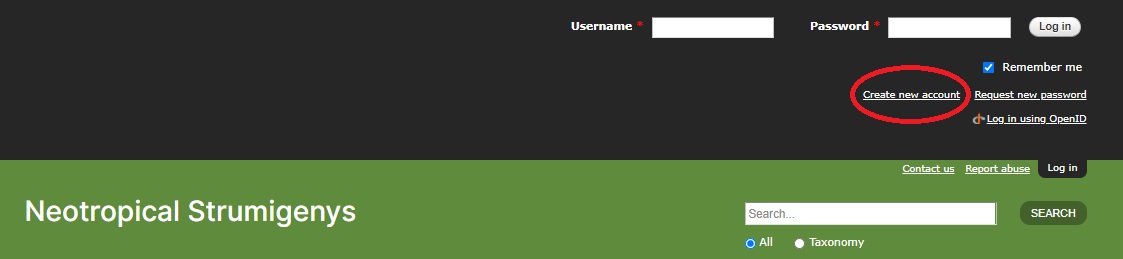 Username * Password * Log in
Remember me
Create new account Request new password
Log in using OpenID
Contact us Report abuse Log in
Neotropical Strumigenys
Search... SEARCH
All Taxonomy